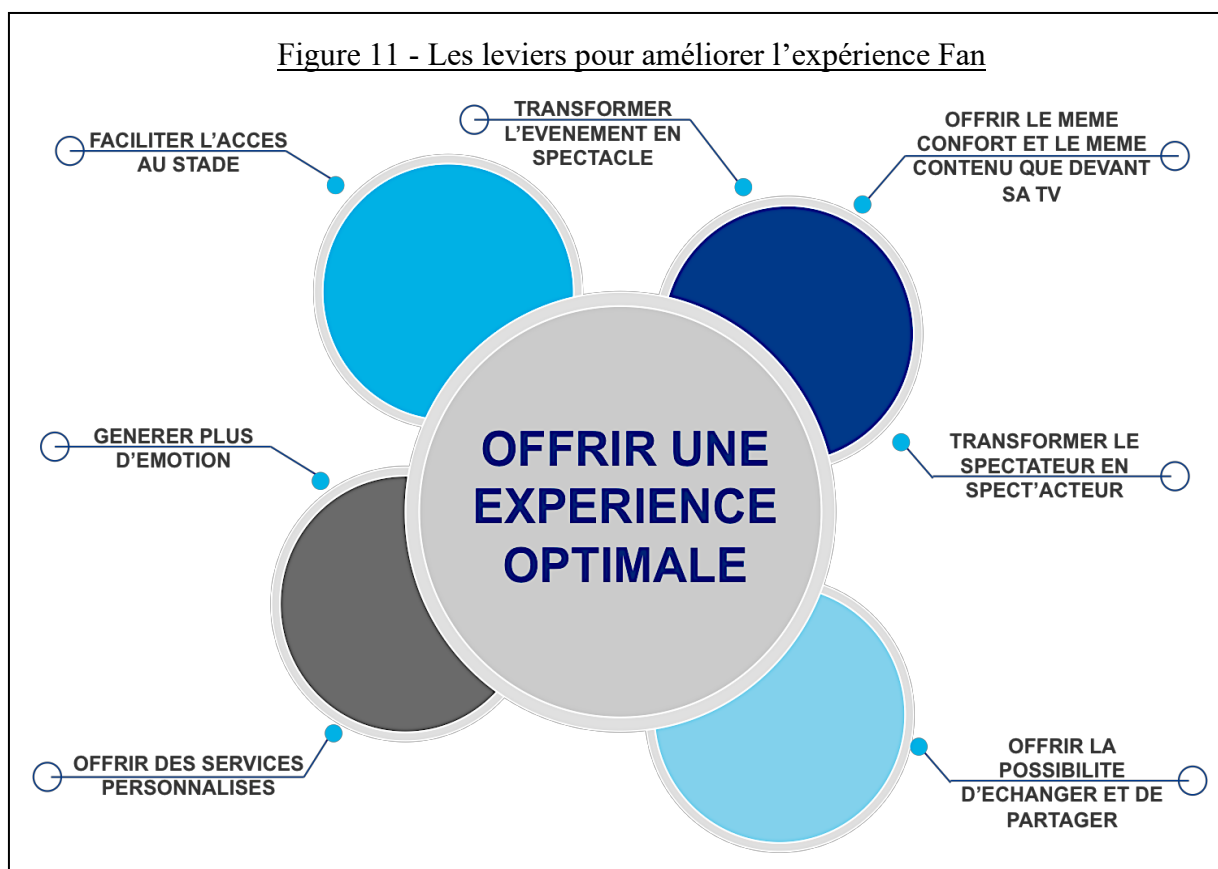 Figure 11 - Les leviers pour améliorer l’expérience Fan
FACILITER L’ACCES
AU STADE
TRANSFORMER
L’EVENEMENT EN
SPECTACLE
OFFRIR LE MEME
CONFORT ET LE MEME
CONTENU QUE DEVANT
SA TV
GENERER PLUS
D’EMOTION
OFFRIR UNE
EXPERIENCE
OPTIMALE
TRANSFORMER LE
SPECTATEUR EN
SPECT’ACTEUR
OFFRIR DES SERVICES
PERSONNALISES
OFFRIR LA
POSSIBILITE
D’ECHANGER ET DE
PARTAGER